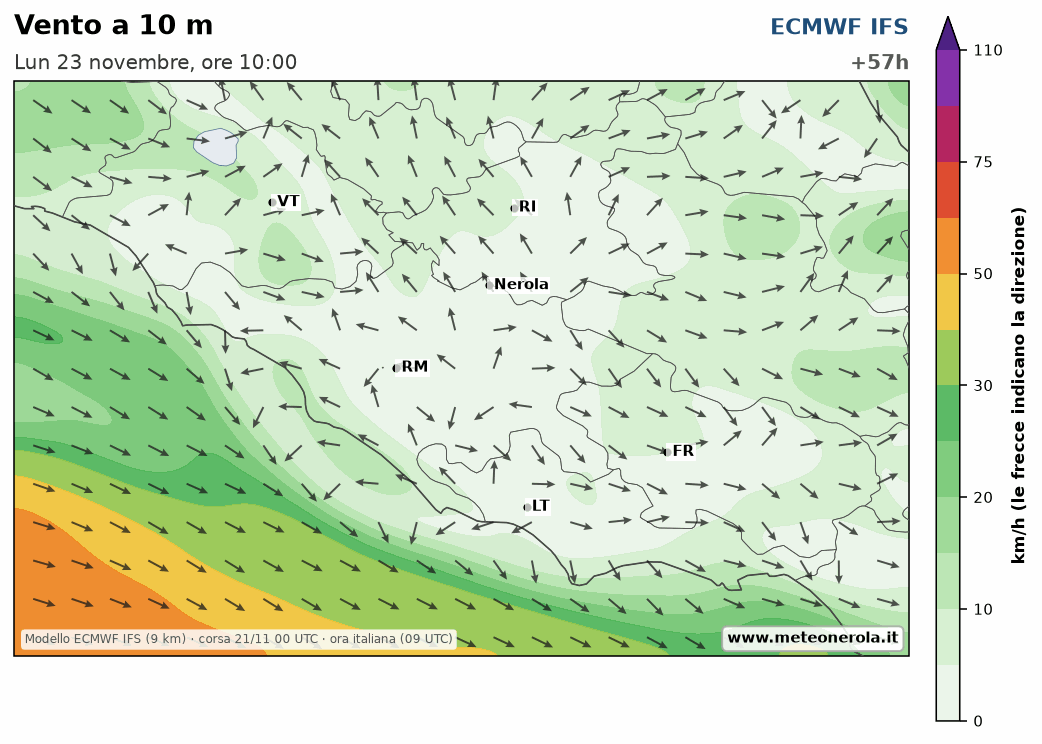 Vento a 10 m
ECMWF IFS
Lun 23 novembre, ore 10:00
+57h
VT
RI
Nerola
RM
FR
LT
Modello ECMWF IFS (9 km) · corsa 21/11 00 UTC · ora italiana (09 UTC)
www.meteonerola.it
110
75
50
30
20
10
0
km/h (le frecce indicano la direzione)